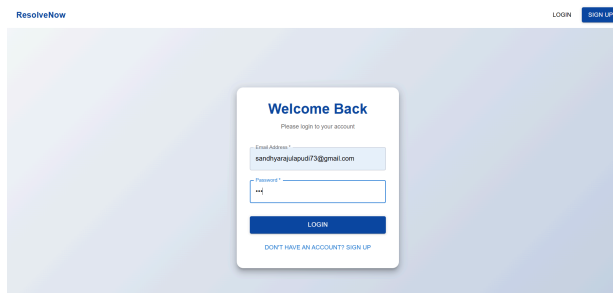 ResolveNow
LOGIN
SIGN UP
Welcome Back
Please login to your account
Email Address *
sandhyarajulapudi73@gmail.com
Password *
•••
LOGIN
DON'T HAVE AN ACCOUNT? SIGN UP